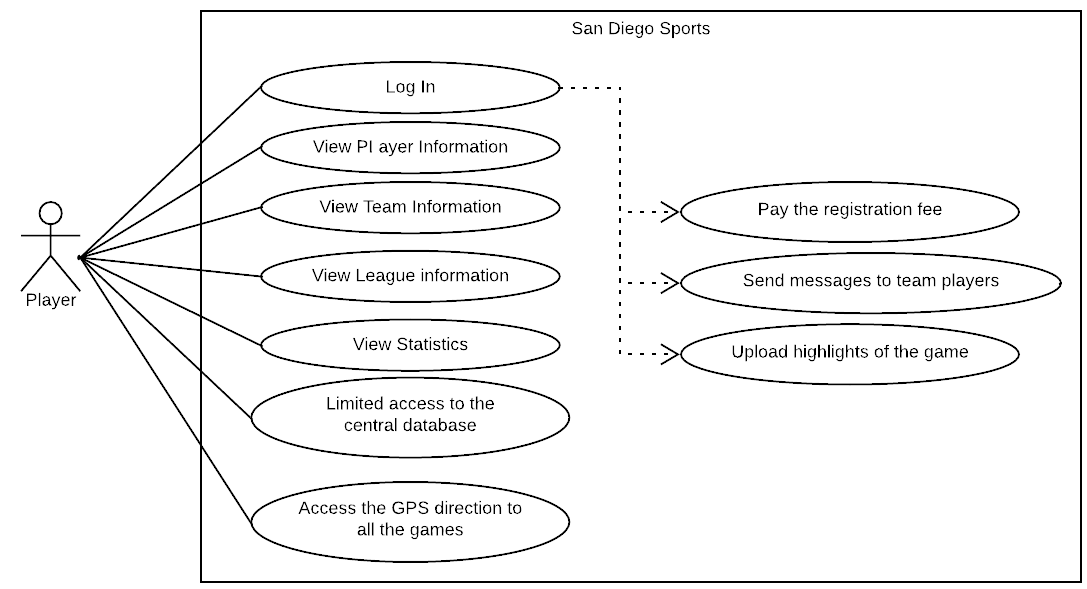 San Diego Sports
Log In
View PI ayer Information
View Team Information
Pay the registration fee
View League information
Send messages to team players
Player
View Statistics
Upload highlights of the game
Limited access to the
central database
Access the GPS direction to
all the games